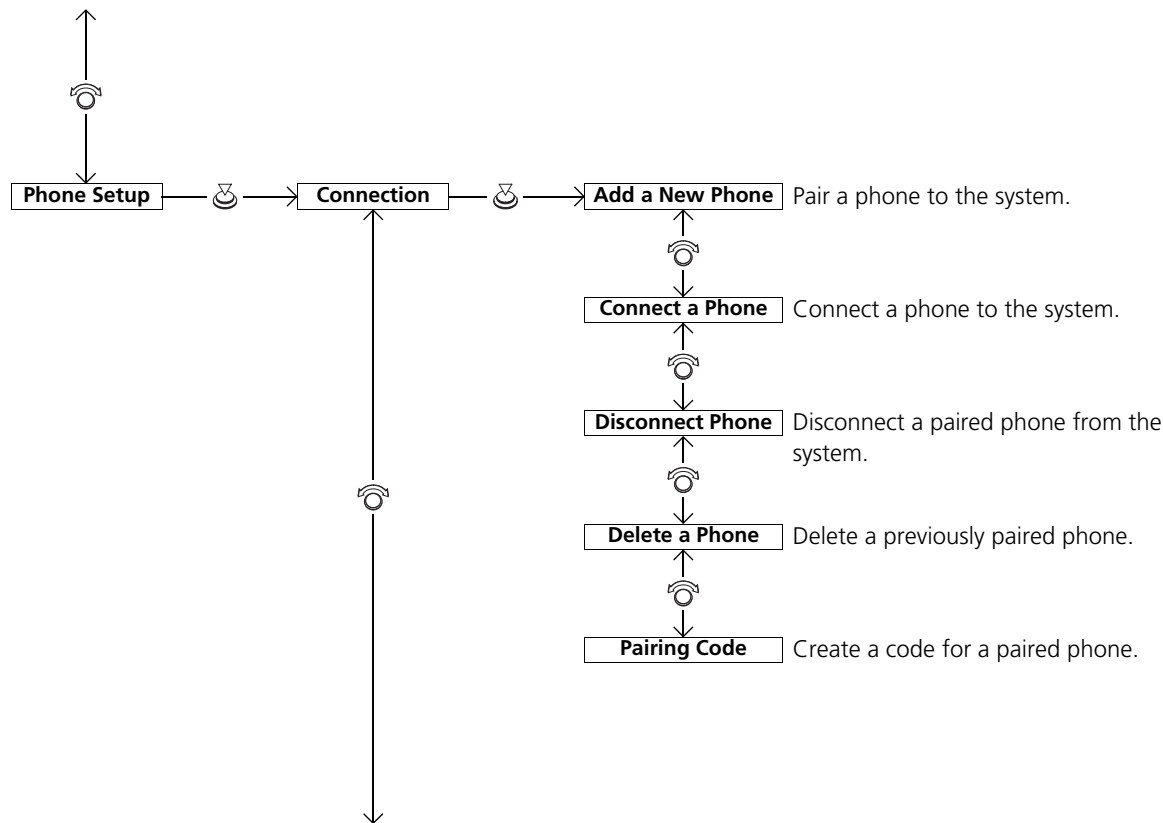 Phone Setup
Connection
Add a New Phone
Pair a phone to the system.
Connect a Phone
Connect a phone to the system.
Disconnect Phone
Disconnect a paired phone from the
system.
Delete a Phone
Delete a previously paired phone.
Pairing Code
Create a code for a paired phone.